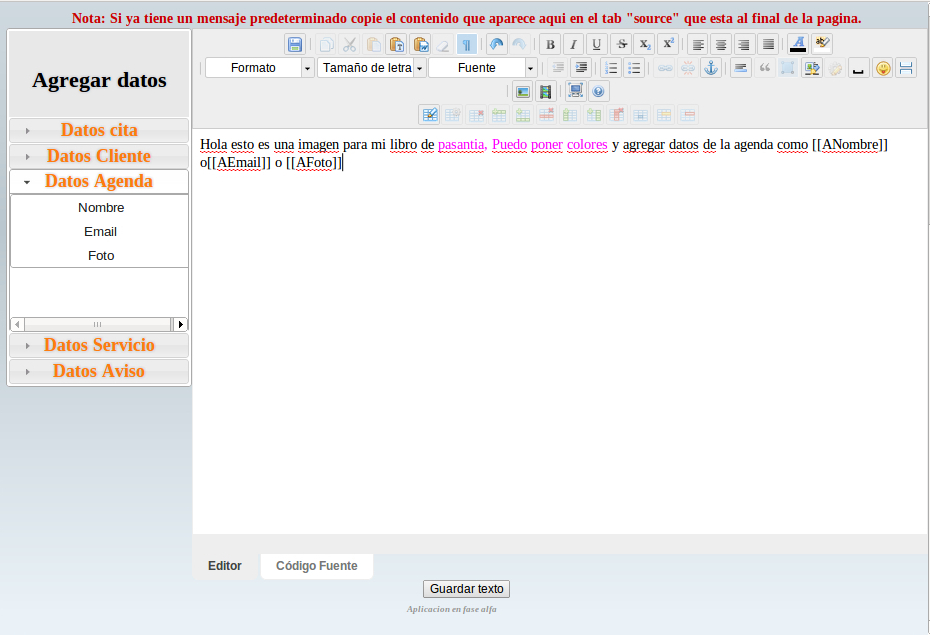 Nota: Si ya tiene un mensaje predeterminado copie el contenido que aparece aqui en el tab "source" que esta al final de la pagina.
Agregar datos
Datos cita
Datos Cliente
Datos Agenda
Nombre
Email
Foto
Datos Servicio
Datos Aviso
B I U S X₂ X² A
Formato Tamaño de letra Fuente
Hola esto es una imagen para mi libro de pasantia. Puedo poner colores y agregar datos de la agenda como [[ANombre]]
o[[AEmail]] o [[AFoto]]
Editor Código Fuente
Guardar texto
Aplicacion en fase alfa